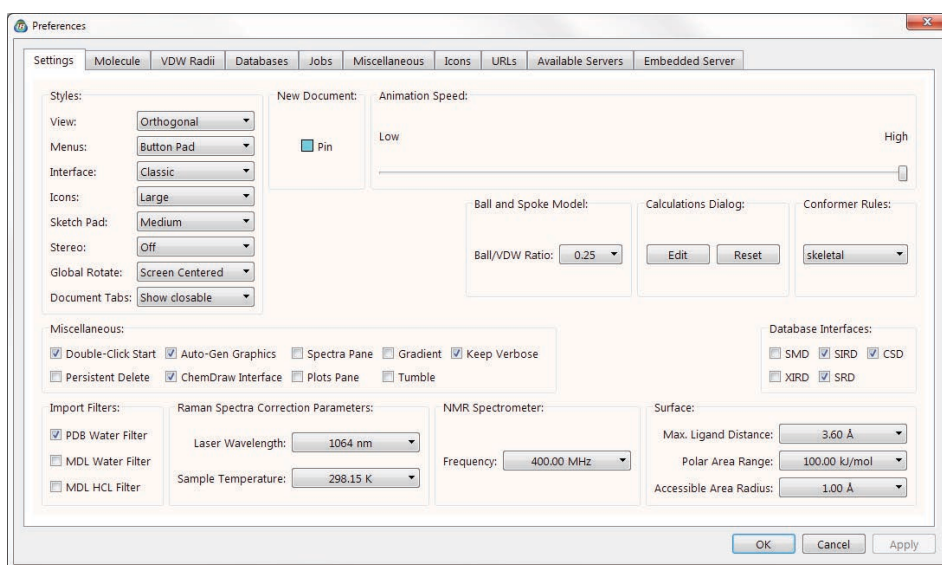 Preferences
Settings Molecule VDW Radii Databases Jobs Miscellaneous Icons URLs Available Servers Embedded Server
Styles: New Document: Animation Speed:
View: Orthogonal
Low High
Menus: Button Pad Pin
Interface: Classic
Icons: Large
Ball and Spoke Model: Calculations Dialog: Conformer Rules:
Sketch Pad: Medium
Stereo: Off
Ball/VDW Ratio: 0.25 Edit Reset skeletal
Global Rotate: Screen Centered
Document Tabs: Show closable
Miscellaneous: Database Interfaces:
Double-Click Start Auto-Gen Graphics Spectra Pane Gradient Keep Verbose SMD SIRD CSD
Persistent Delete ChemDraw Interface Plots Pane Tumble XIRD SRD
Import Filters: Raman Spectra Correction Parameters: NMR Spectrometer: Surface:
PDB Water Filter Laser Wavelength: 1064 nm Max. Ligand Distance: 3.60 Å
MDL Water Filter Frequency: 400.00 MHz Polar Area Range: 100.00 kJ/mol
MDL HCL Filter Sample Temperature: 298.15 K Accessible Area Radius: 1.00 Å
OK Cancel Apply